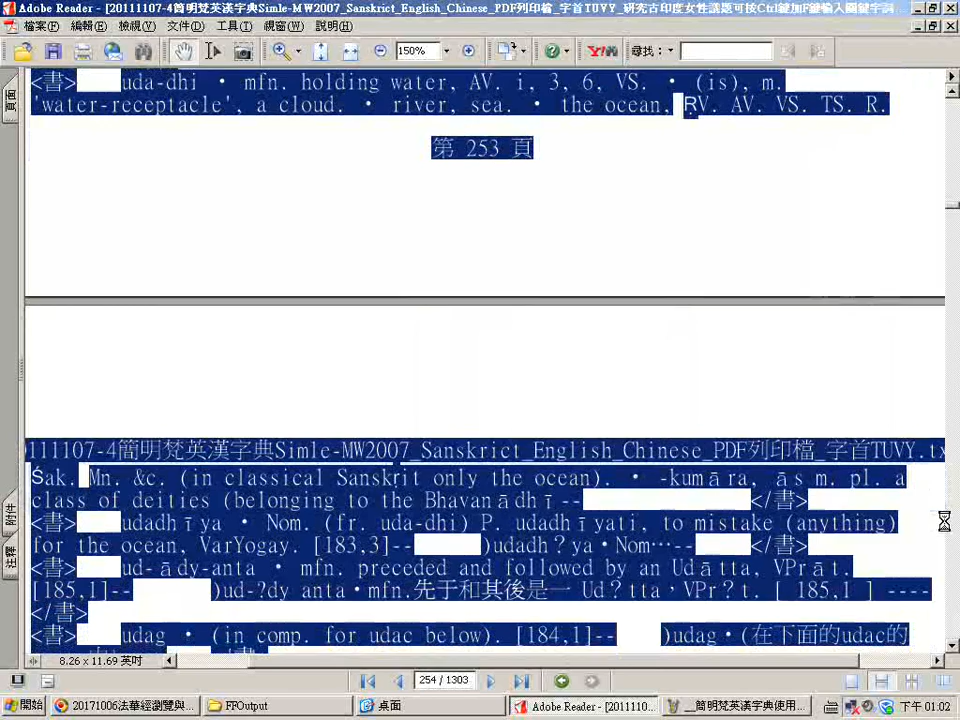 Adobe Reader - [20111107-4簡明梵英漢字典Simle-MW2007_Sanskrict_English_Chinese_PDF列印檔_字首TUVY_研究古印度女性議題可按Ctrl鍵加F鍵輸入關鍵字詞
檔案(F) 編輯(E) 檢視(V) 文件(D) 工具(T) 視窗(W) 說明(H)
150% Y! 尋找:
頁面
<書> uda-dhi • mfn. holding water, AV. i, 3, 6, VS. • (is), m.
'water-receptacle', a cloud. • river, sea. • the ocean, ṚV. AV. VS. TS. R.
第 253 頁
)111107-4簡明梵英漢字典Simle-MW2007_Sanskrict_English_Chinese_PDF列印檔_字首TUVY.tx
Śak. Mn. &c. (in classical Sanskrit only the ocean). • -kumāra, ās m. pl. a
class of deities (belonging to the Bhavanādhī-- </書>
<書> udadhīya • Nom. (fr. uda-dhi) P. udadhīyati, to mistake (anything)
for the ocean, VarYogay. [183,3]-- )udadh？ya•Nom…-- </書>
<書> ud-ādy-anta • mfn. preceded and followed by an Udātta, VPrāt.
[185,1]-- )ud-?dy anta•mfn.先于和其後是一 Ud？tta，VPr？t. [ 185,1 ] ----
</書>
<書> udag • (in comp. for udac below). [184,1]-- )udag•(在下面的udac的
附件
注釋
8.26 x 11.69 英吋
254 / 1303
開始 20171006法華經瀏覽與... FFOutput 桌面 Adobe Reader - [2011110... __簡明梵英字典使用... 下午 01:02